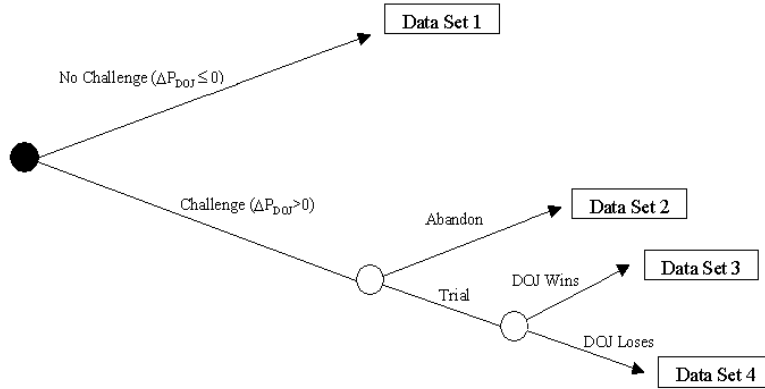 Data Set 1
No Challenge (ΔP_DOJ ≤ 0)
Challenge (ΔP_DOJ>0)
Data Set 2
Abandon
DOJ Wins
Data Set 3
Trial
DOJ Loses
Data Set 4